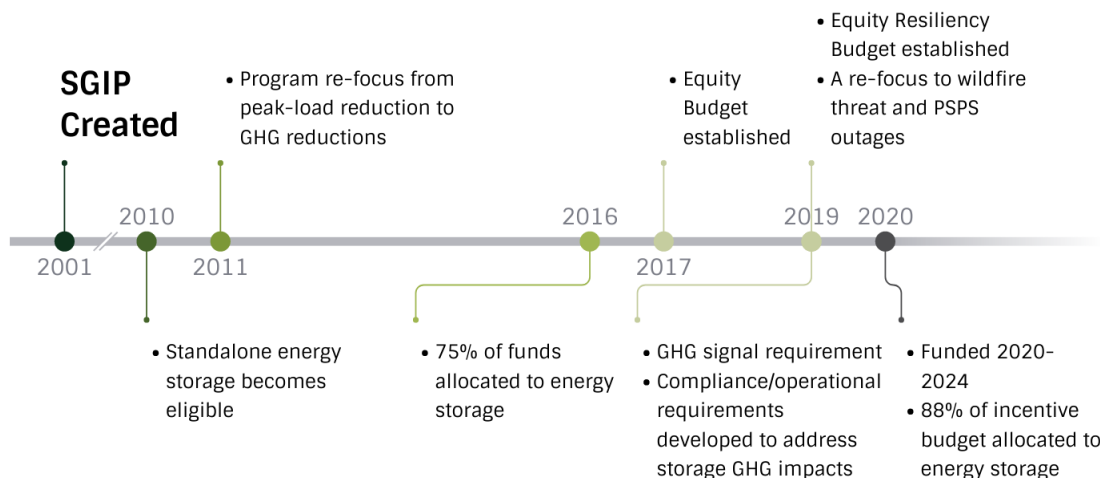 SGIP
Created
• Program re-focus from
peak-load reduction to
GHG reductions
• Equity
Budget
established
• Equity Resiliency
Budget established
• A re-focus to wildfire
threat and PSPS
outages
2001
2010
2011
2016
2017
2019
2020
• Standalone energy
storage becomes
eligible
• 75% of funds
allocated to energy
storage
• GHG signal requirement
• Compliance/operational
requirements
developed to address
storage GHG impacts
• Funded 2020-
2024
• 88% of incentive
budget allocated to
energy storage